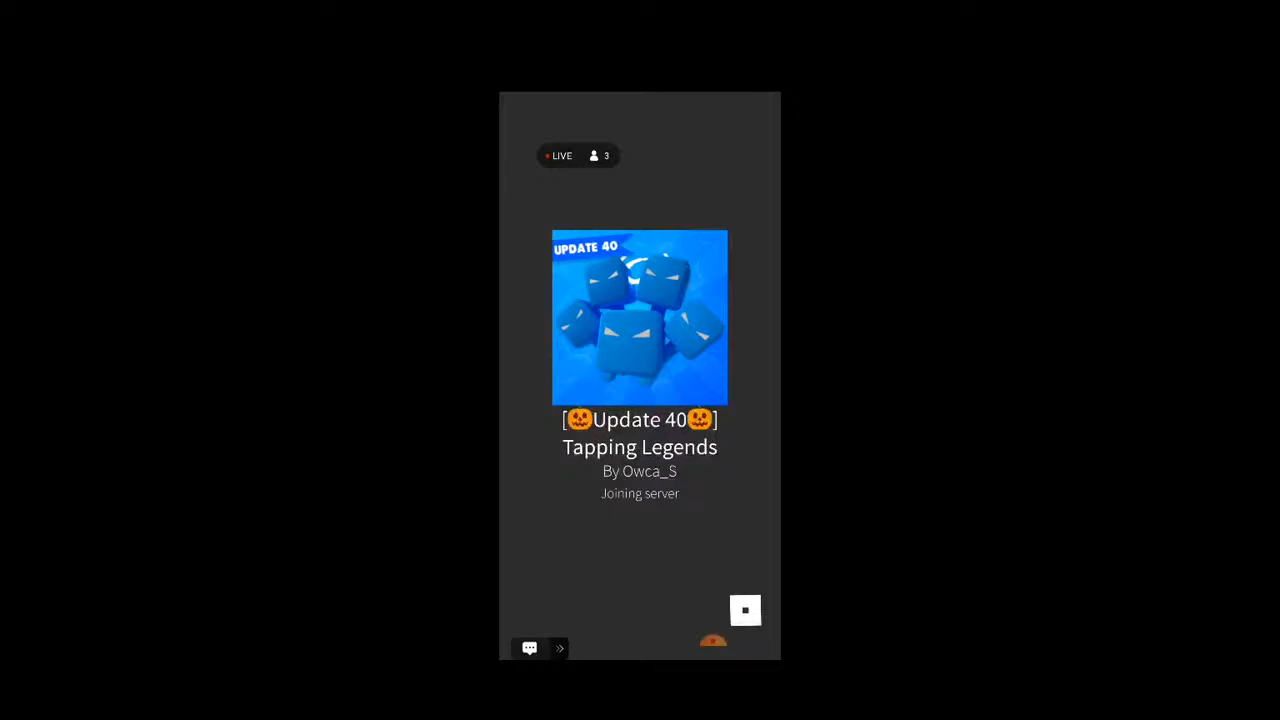 LIVE 3
UPDATE 40
[🎃Update 40🎃]
Tapping Legends
By Owca_S
Joining server